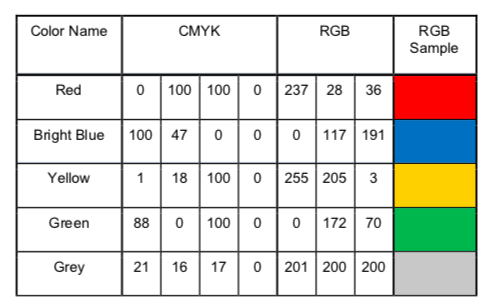 Color Name CMYK RGB RGB
Sample
Red 0 100 100 0 237 28 36
Bright Blue 100 47 0 0 0 117 191
Yellow 1 18 100 0 255 205 3
Green 88 0 100 0 0 172 70
Grey 21 16 17 0 201 200 200